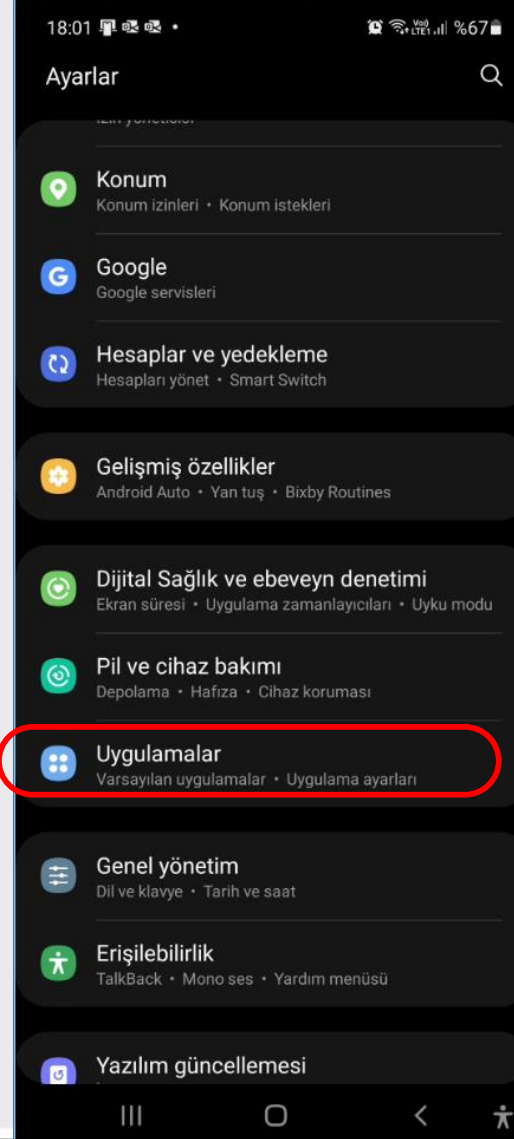 18:01 %67
Ayarlar
Konum
Konum izinleri • Konum istekleri
Google
Google servisleri
Hesaplar ve yedekleme
Hesapları yönet • Smart Switch
Gelişmiş özellikler
Android Auto • Yan tuş • Bixby Routines
Dijital Sağlık ve ebeveyn denetimi
Ekran süresi • Uygulama zamanlayıcıları • Uyku modu
Pil ve cihaz bakımı
Depolama • Hafıza • Cihaz koruması
Uygulamalar
Varsayılan uygulamalar • Uygulama ayarları
Genel yönetim
Dil ve klavye • Tarih ve saat
Erişilebilirlik
TalkBack • Mono ses • Yardım menüsü
Yazılım güncellemesi